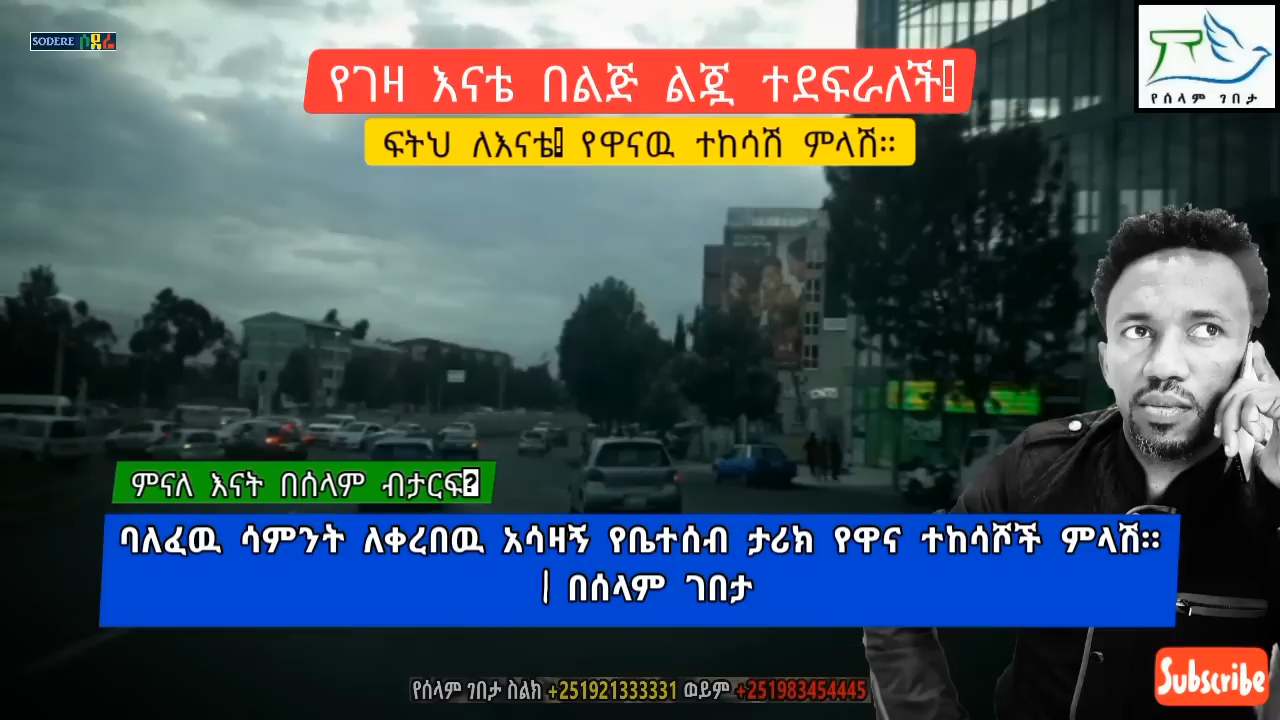 SODERE ሶደሬ
የሰላም ገበታ
የገዛ እናቴ በልጅ ልጇ ተደፍራለች
ፍትህ ለእናቴ የዋናዉ ተከሳሽ ምላሽ።
ምናለ እናት በሰላም ብታርፍ?
ባለፈዉ ሳምንት ለቀረበዉ አሳዛኝ የቤተሰብ ታሪክ የዋና ተከሳሾች ምላሽ።
| በሰላም ገበታ
Subscribe
የሰላም ገበታ ስልክ +251921333331 ወይም +251983454445